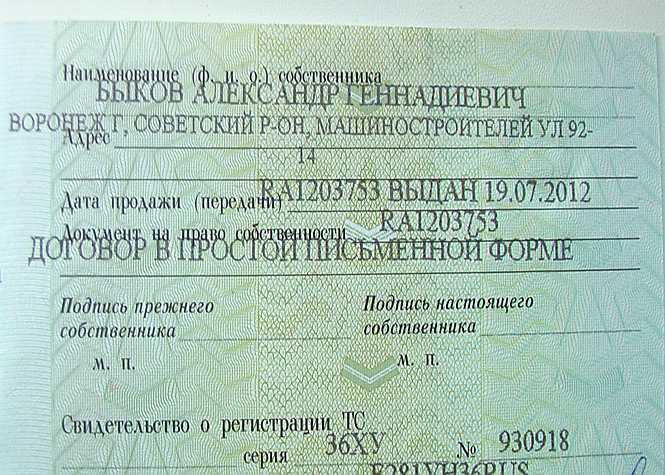 Наименование (ф. и. о.) собственника
БЫКОВ АЛЕКСАНДР ГЕННАДИЕВИЧ
ВОРОНЕЖ Г, СОВЕТСКИЙ Р-ОН, МАШИНОСТРОИТЕЛЕЙ УЛ 92-
Адрес
14
Дата продажи (передачи) RA1203753 ВЫДАН 19.07.2012
Документ на право собственности RA1203753
ДОГОВОР В ПРОСТОЙ ПИСЬМЕННОЙ ФОРМЕ
Подпись прежнего собственника
Подпись настоящего собственника
м. п.
м. п.
Свидетельство о регистрации ТС
серия 36ХУ № 930918